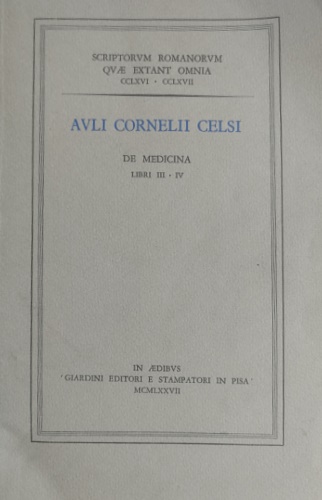 SCRIPTORVM ROMANORVM
QVÆ EXTANT OMNIA
CCLXVI · CCLXVII
AVLI CORNELII CELSI
DE MEDICINA
LIBRI III · IV
IN ÆDIBVS
'GIARDINI EDITORI E STAMPATORI IN PISA'
MCMLXXVII